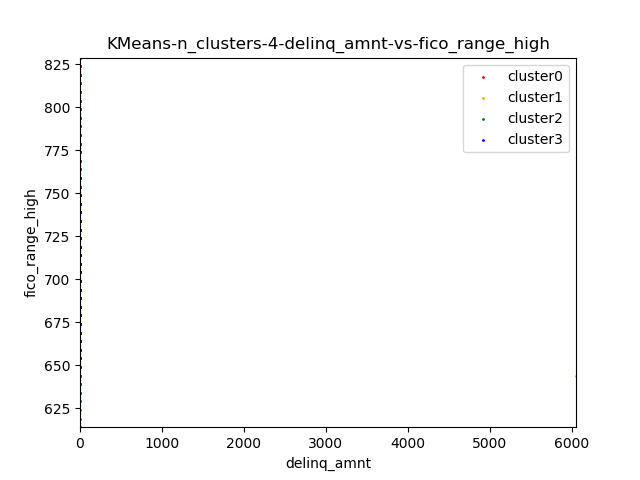 KMeans-n_clusters-4-delinq_amnt-vs-fico_range_high
825
800
775
750
725
700
675
650
625
fico_range_high
cluster0
cluster1
cluster2
cluster3
0 1000 2000 3000 4000 5000 6000
delinq_amnt